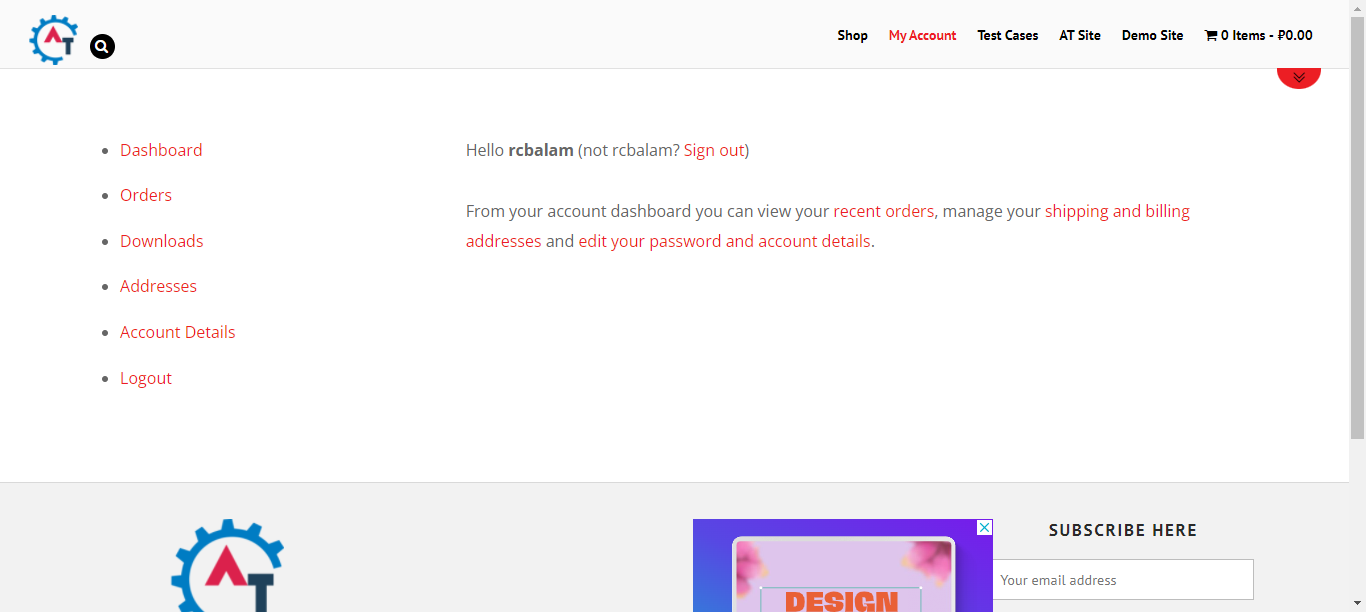 AT
Shop
My Account
Test Cases
AT Site
Demo Site
0 Items - ₽0.00
Dashboard
Orders
Downloads
Addresses
Account Details
Logout
Hello rcbalam (not rcbalam? Sign out)
From your account dashboard you can view your recent orders, manage your shipping and billing
addresses and edit your password and account details.
AT
DESIGN
SUBSCRIBE HERE
Your email address